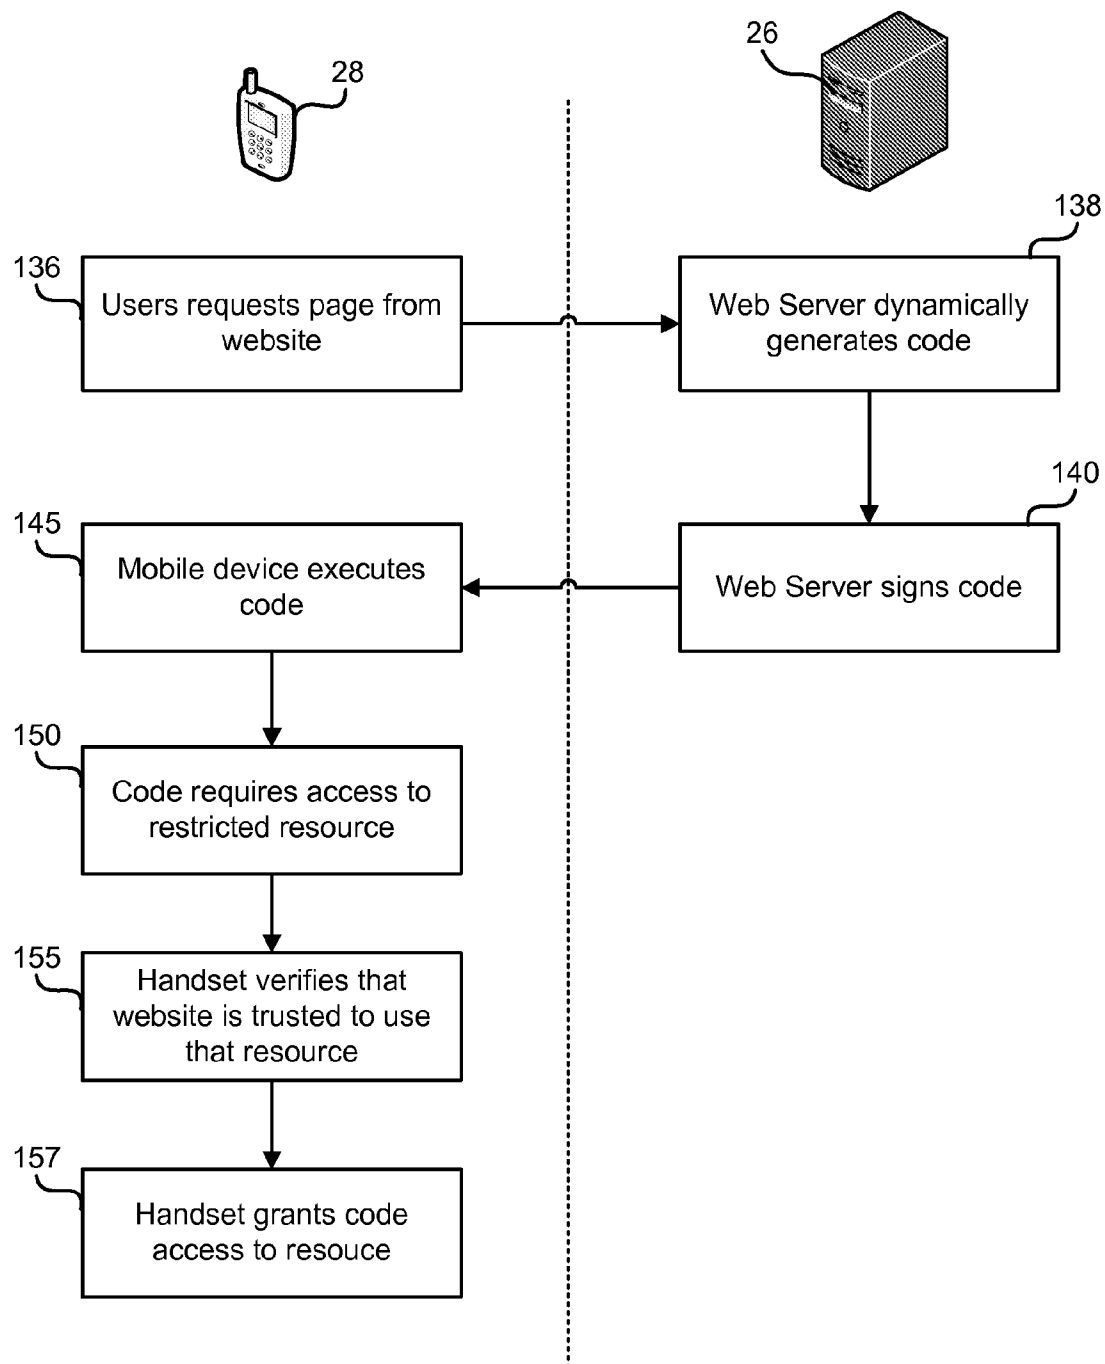 28
26
136
Users requests page from
website
138
Web Server dynamically
generates code
145
Mobile device executes
code
140
Web Server signs code
150
Code requires access to
restricted resource
155
Handset verifies that
website is trusted to use
that resource
157
Handset grants code
access to resouce